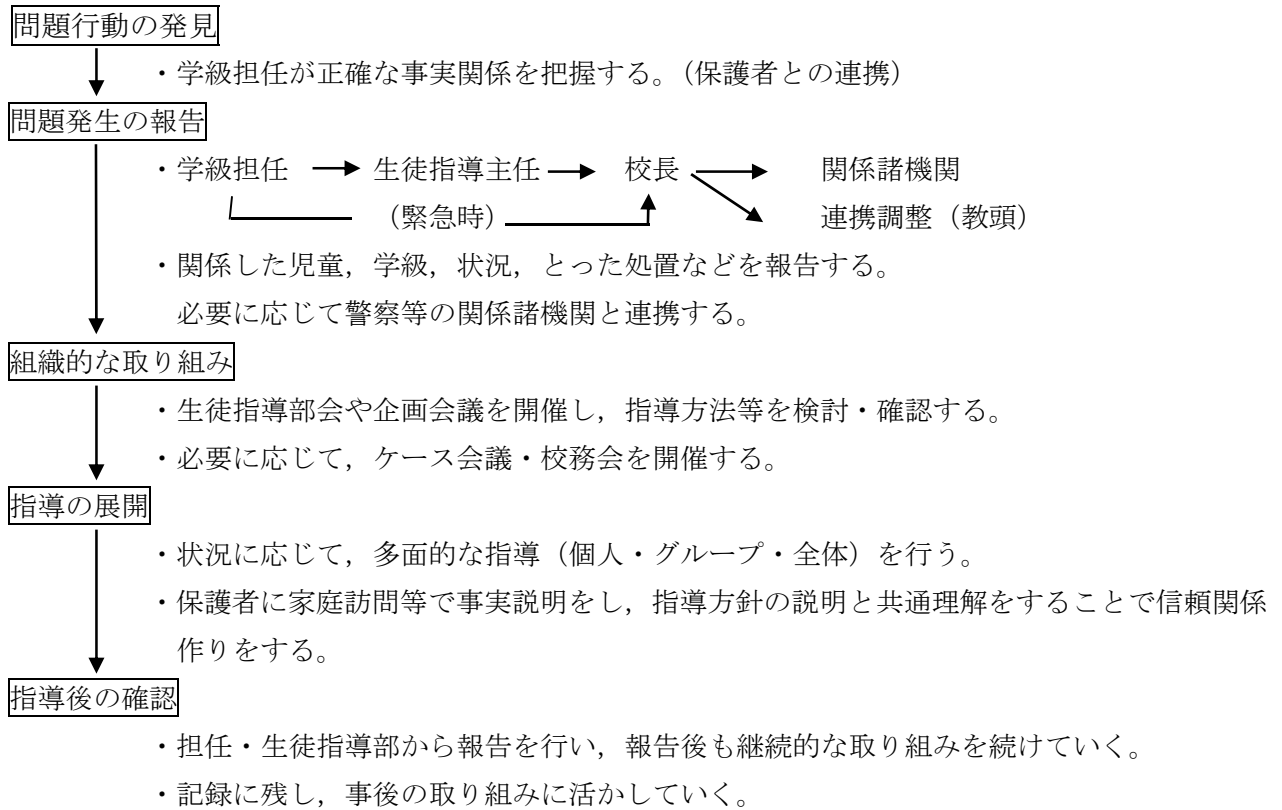 問題行動の発見
・学級担任が正確な事実関係を把握する。(保護者との連携)
問題発生の報告
・学級担任 生徒指導主任 校長 関係諸機関
(緊急時) 連携調整(教頭)
・関係した児童,学級,状況,とった処置などを報告する。
必要に応じて警察等の関係諸機関と連携する。
組織的な取り組み
・生徒指導部会や企画会議を開催し,指導方法等を検討・確認する。
・必要に応じて,ケース会議・校務会を開催する。
指導の展開
・状況に応じて,多面的な指導(個人・グループ・全体)を行う。
・保護者に家庭訪問等で事実説明をし,指導方針の説明と共通理解をすることで信頼関係
作りをする。
指導後の確認
・担任・生徒指導部から報告を行い,報告後も継続的な取り組みを続けていく。
・記録に残し,事後の取り組みに活かしていく。